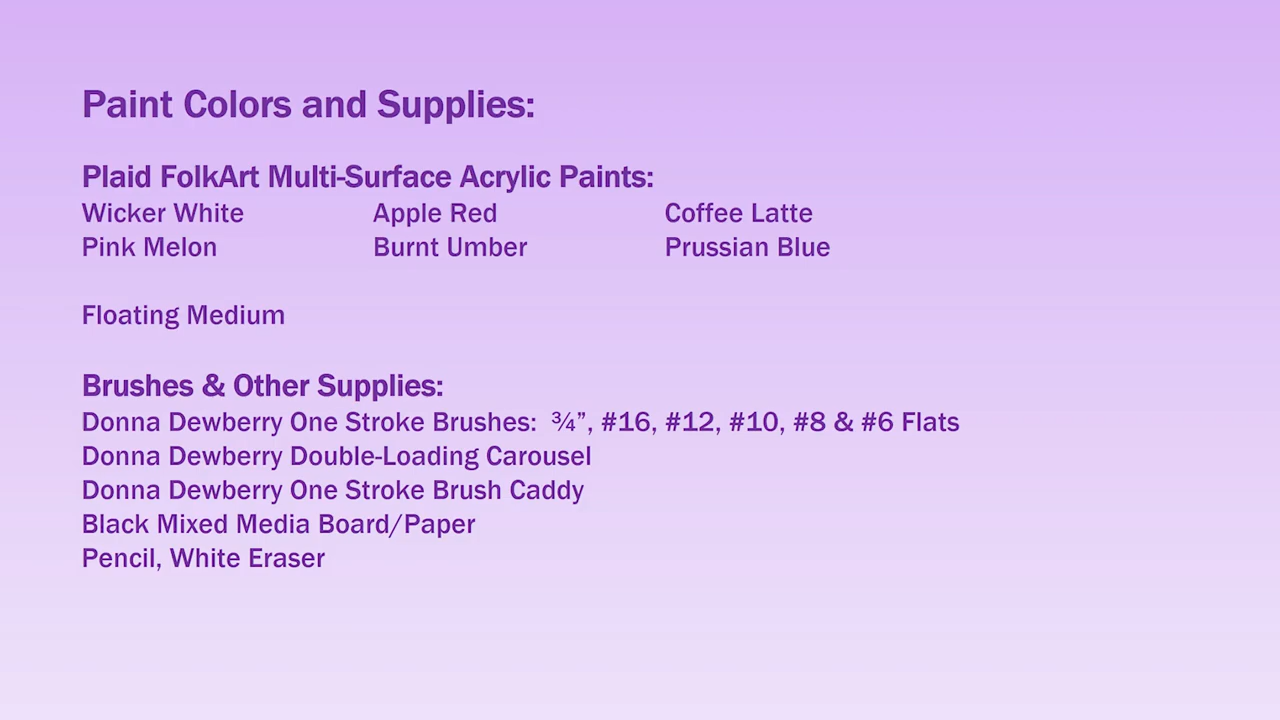 Paint Colors and Supplies:
Plaid FolkArt Multi-Surface Acrylic Paints:
Wicker White Apple Red Coffee Latte
Pink Melon Burnt Umber Prussian Blue
Floating Medium
Brushes & Other Supplies:
Donna Dewberry One Stroke Brushes: ¾”, #16, #12, #10, #8 & #6 Flats
Donna Dewberry Double-Loading Carousel
Donna Dewberry One Stroke Brush Caddy
Black Mixed Media Board/Paper
Pencil, White Eraser